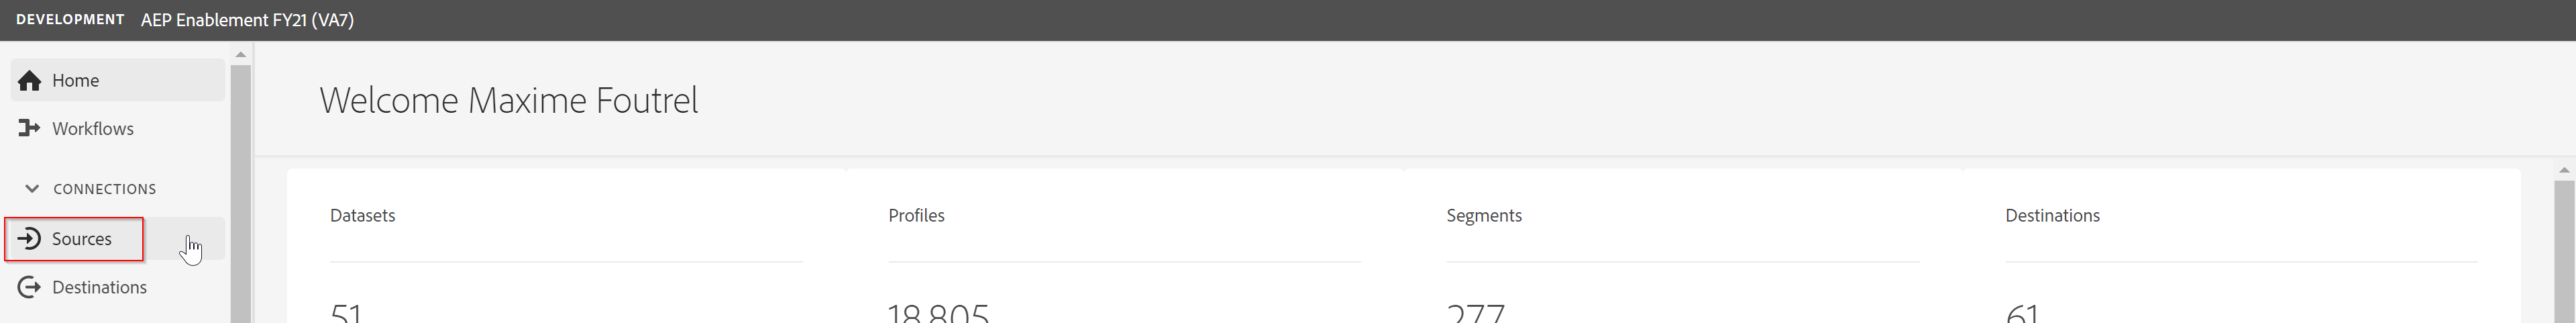 DEVELOPMENT AEP Enablement FY21 (VA7)
Home
Workflows
CONNECTIONS
Sources
Destinations
Welcome Maxime Foutrel
Datasets Profiles Segments Destinations
51 18,805 277 61